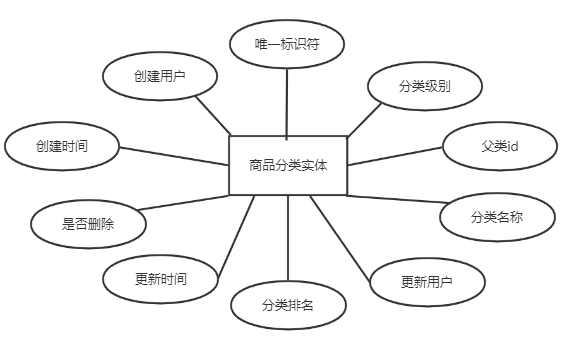 唯一标识符
创建用户
分类级别
创建时间
父类id
商品分类实体
分类名称
是否删除
更新时间
更新用户
分类排名